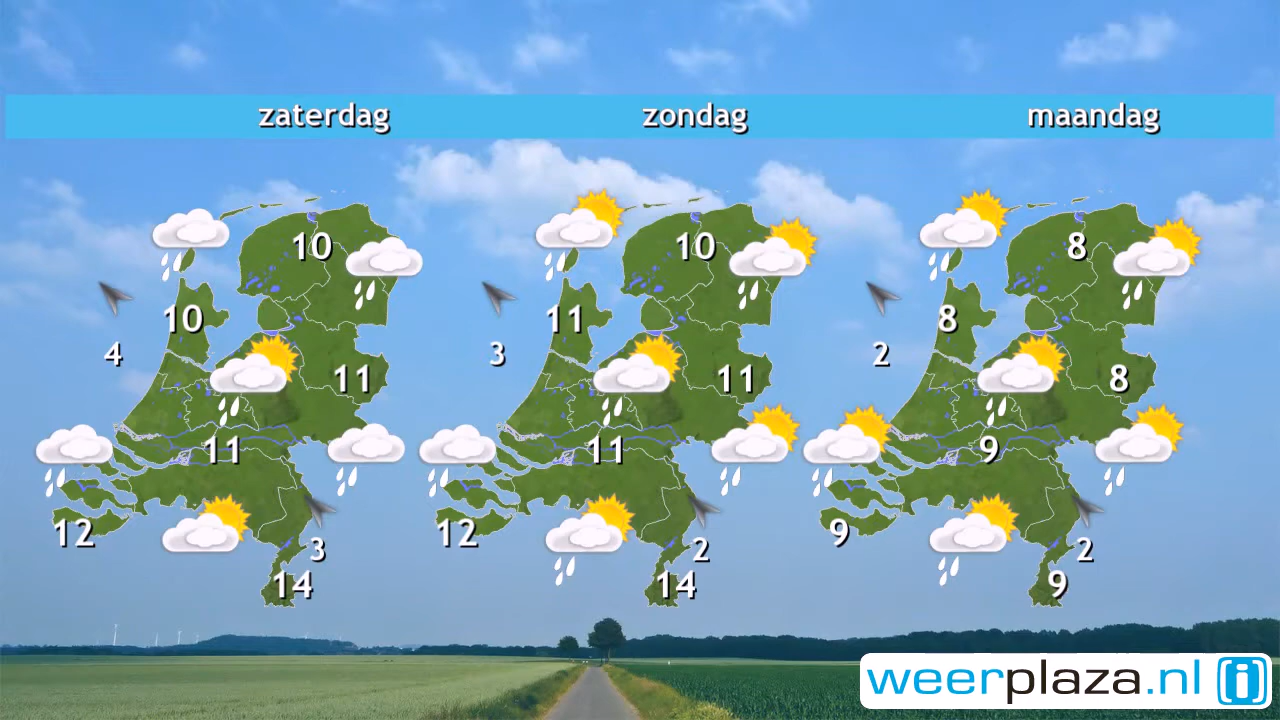 zaterdag zondag maandag
10 10 8
10 11 8
4 3 2
11 11 8
11 11 9
12 12 9
3 2 2
14 14 9
weerplaza.nl i